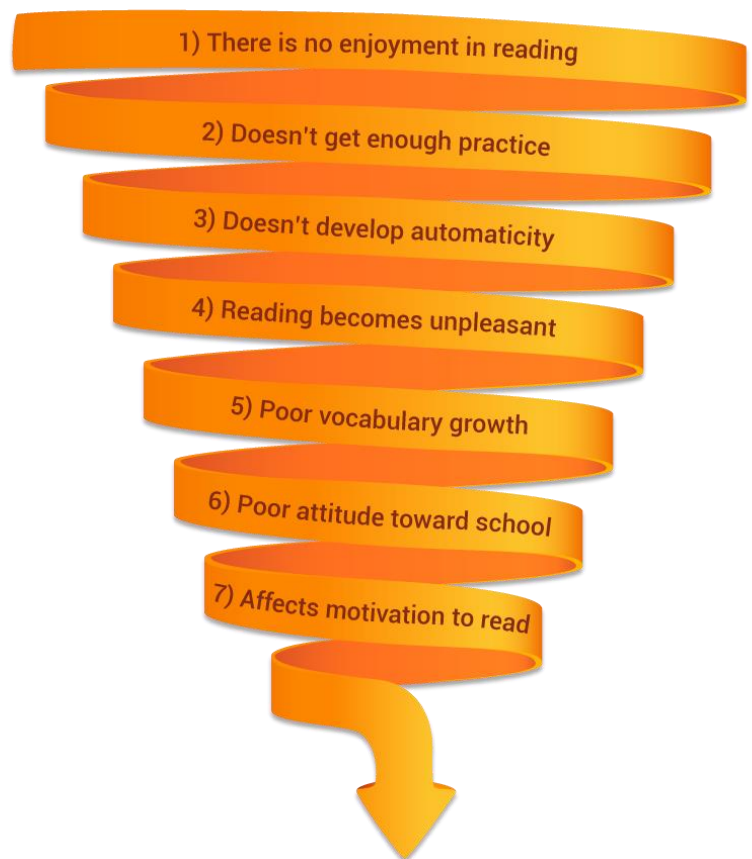 1) There is no enjoyment in reading
2) Doesn't get enough practice
3) Doesn't develop automaticity
4) Reading becomes unpleasant
5) Poor vocabulary growth
6) Poor attitude toward school
7) Affects motivation to read